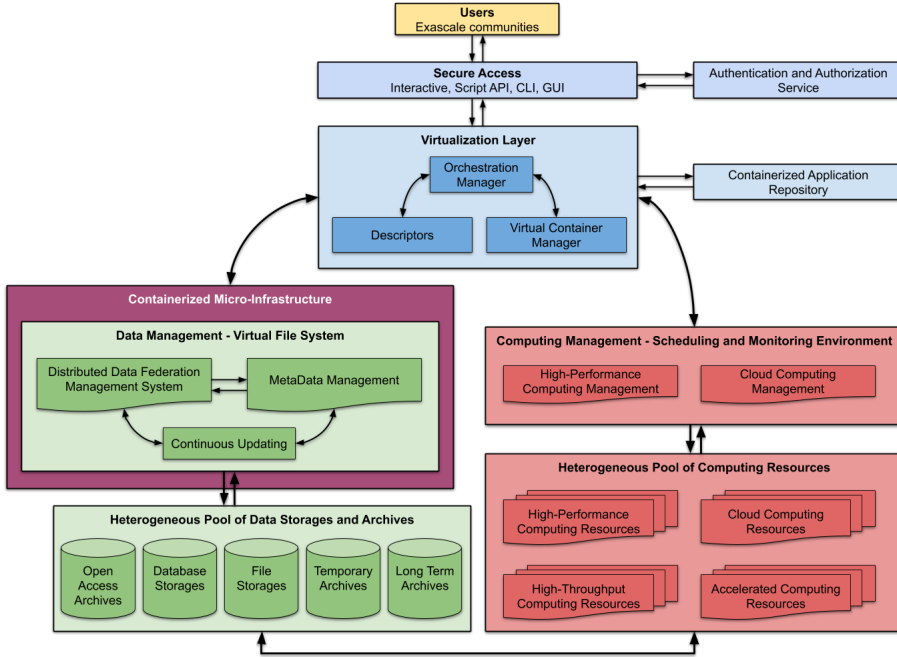 Users
Exascale communities
Secure Access
Interactive, Script API, CLI, GUI
Authentication and Authorization
Service
Virtualization Layer
Orchestration
Manager
Descriptors
Virtual Container
Manager
Containerized Application
Repository
Containerized Micro-Infrastructure
Data Management - Virtual File System
Distributed Data Federation
Management System
MetaData Management
Continuous Updating
Computing Management - Scheduling and Monitoring Environment
High-Performance
Computing Management
Cloud Computing
Management
Heterogeneous Pool of Data Storages and Archives
Open
Access
Archives
Database
Storages
File
Storages
Temporary
Archives
Long Term
Archives
Heterogeneous Pool of Computing Resources
High-Performance
Computing Resources
Cloud Computing
Resources
High-Throughput
Computing Resources
Accelerated Computing
Resources